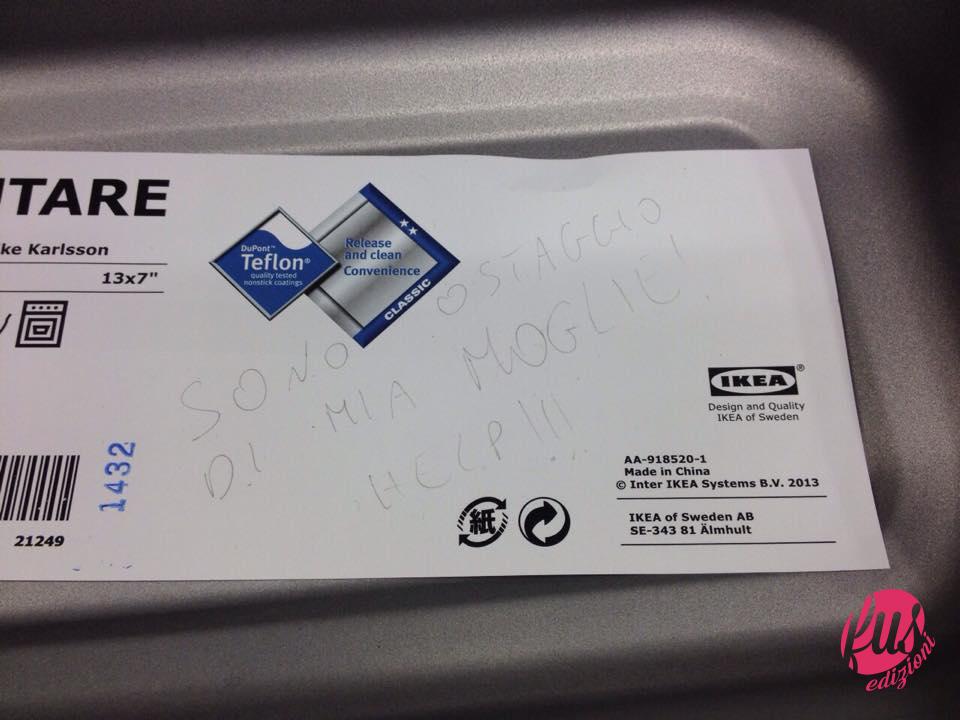 ITARE
ke Karlsson
13x7"
DuPont™
Teflon®
quality tested
nonstick coatings
Release
and clean
Convenience
CLASSIC
SONO OSTAGGIO
DI MIA MOGLIE!
HELP!!!
IKEA®
Design and Quality
IKEA of Sweden
1432
21249
紙
AA-918520-1
Made in China
© Inter IKEA Systems B.V. 2013
IKEA of Sweden AB
SE-343 81 Älmhult
edizioni